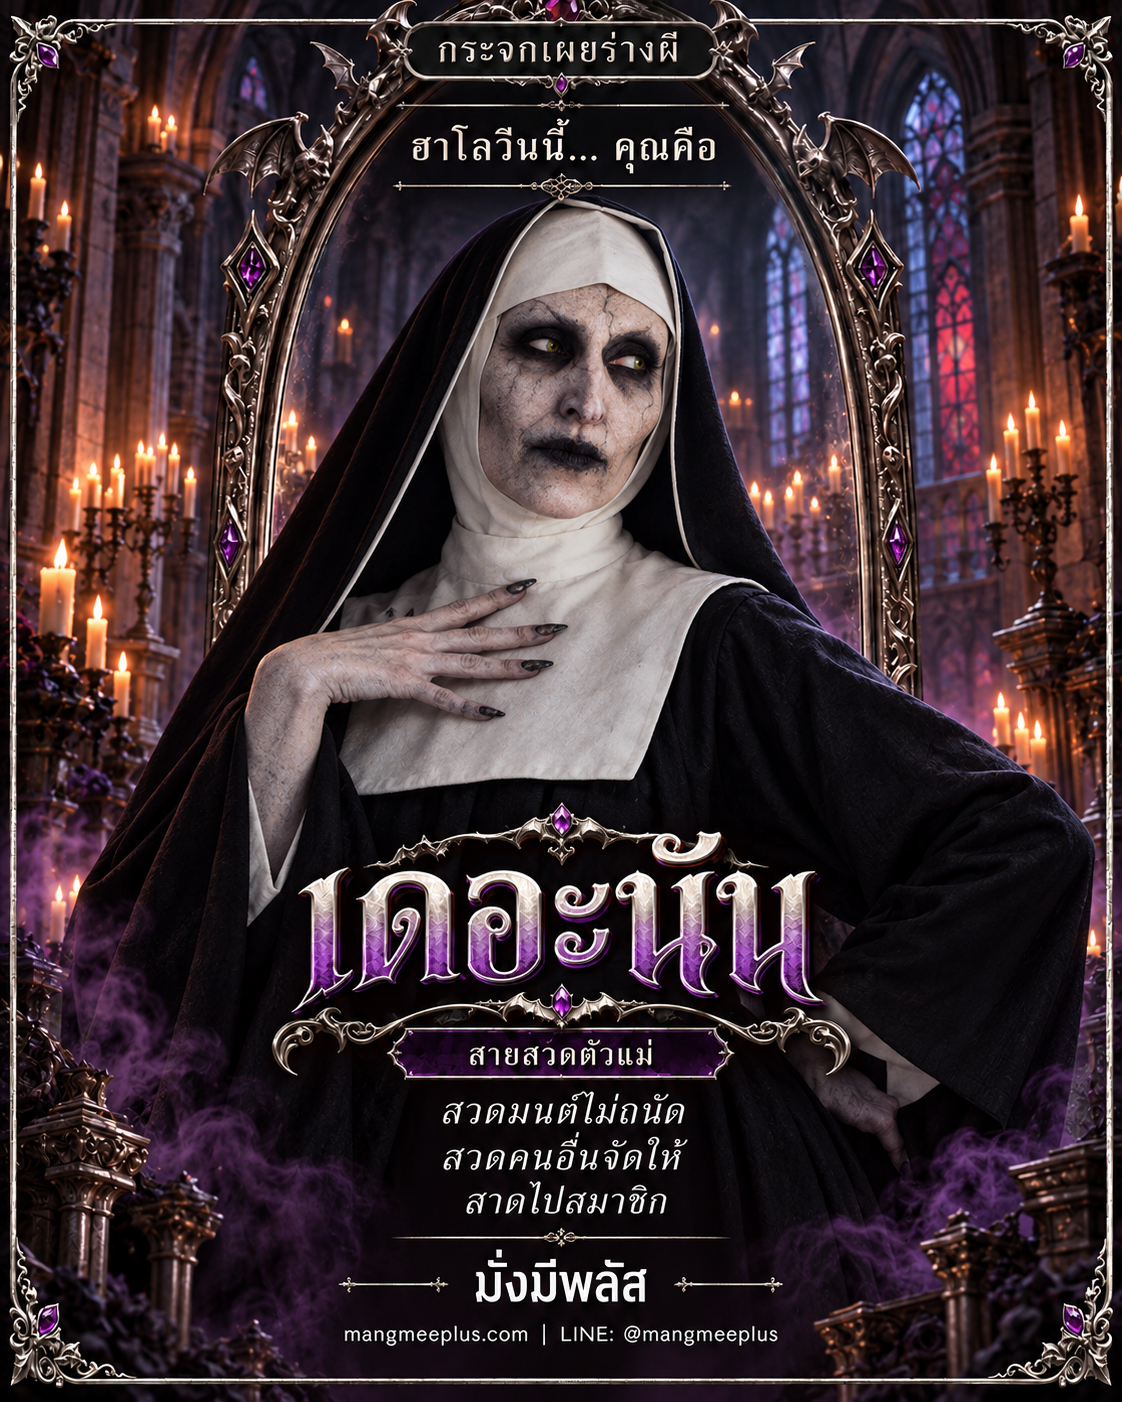 กระจกเผยร่างผี
ฮาโลวีนนี้... คุณคือ
เดอะนัน
สายสวดตัวแม่
สวดมนต์ไม่ถนัด
สวดคนอื่นจัดให้
สาดไปสมาชิก
มั่งมีพลัส
mangmeeplus.com | LINE: @mangmeeplus